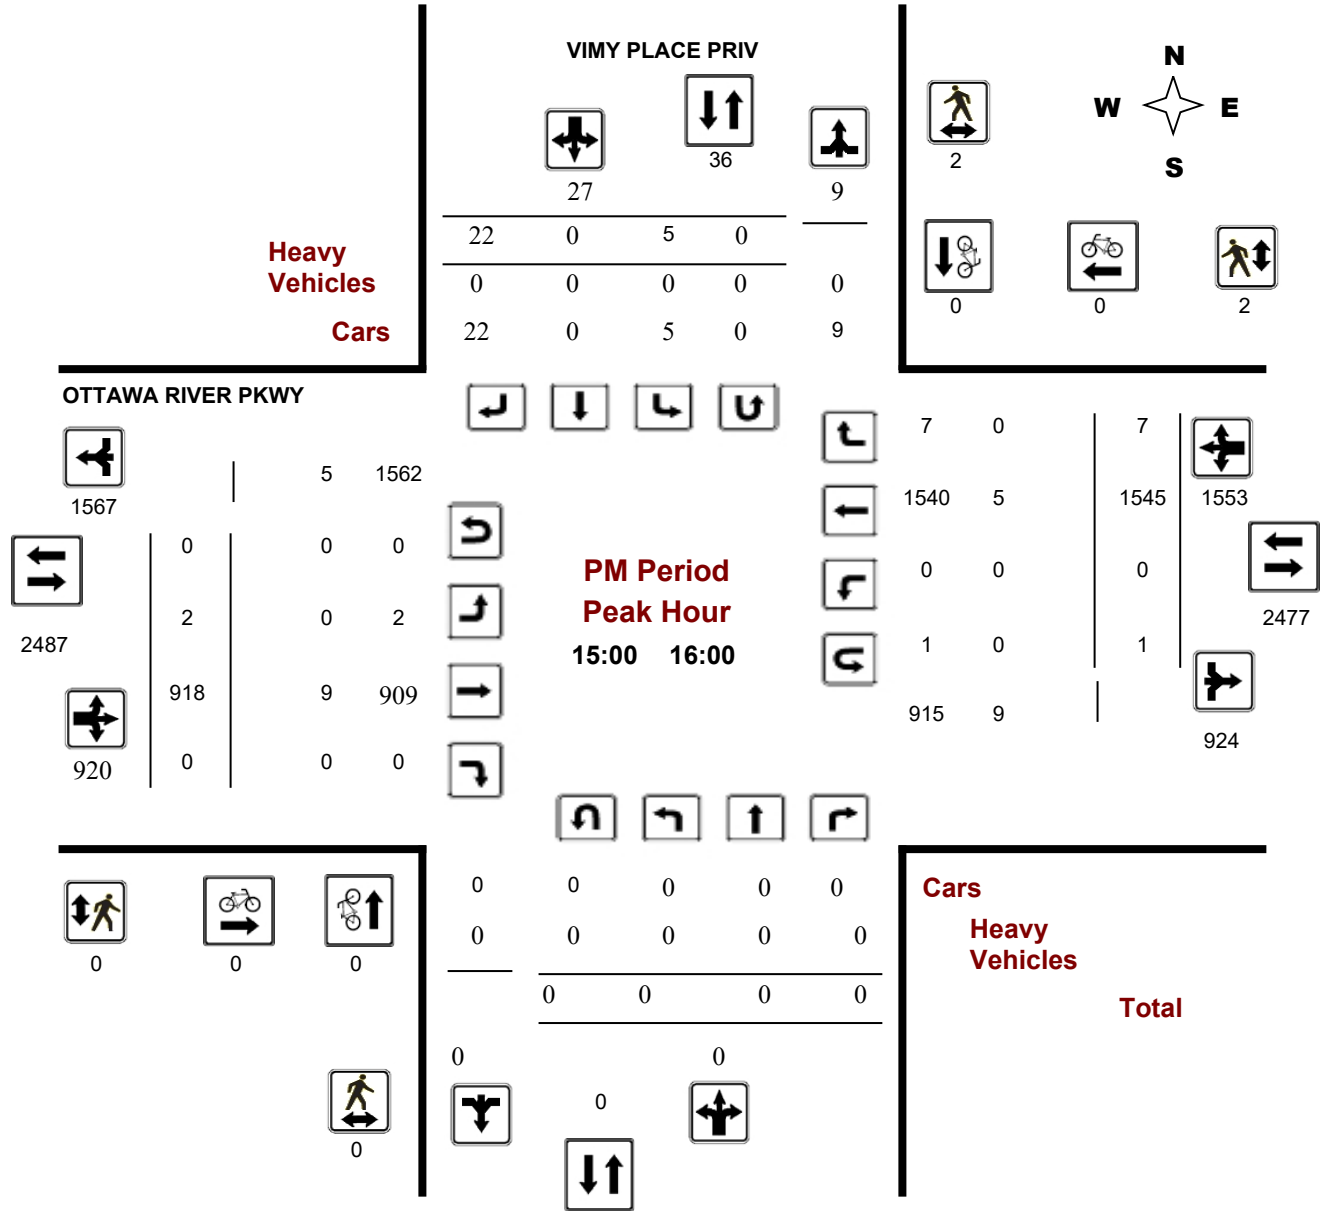 VIMY PLACE PRIV
N
W E
S
36
2
27
9
22 0 5 0
Heavy
Vehicles
0 0 0 0 0
0 0 2
Cars
22 0 5 0 9
OTTAWA RIVER PKWY
7 0 7
5 1562
1567
1540 5 1545 1553
0 0 0
PM Period
0 0 0
Peak Hour
2 0 2
2487
2477
15:00 16:00
1 0 1
918 9 909
915 9
924
920 0 0 0
0 0 0 0 0
Cars
0 0 0 0 0
Heavy
Vehicles
0 0 0
0 0 0 0
Total
0 0
0
0